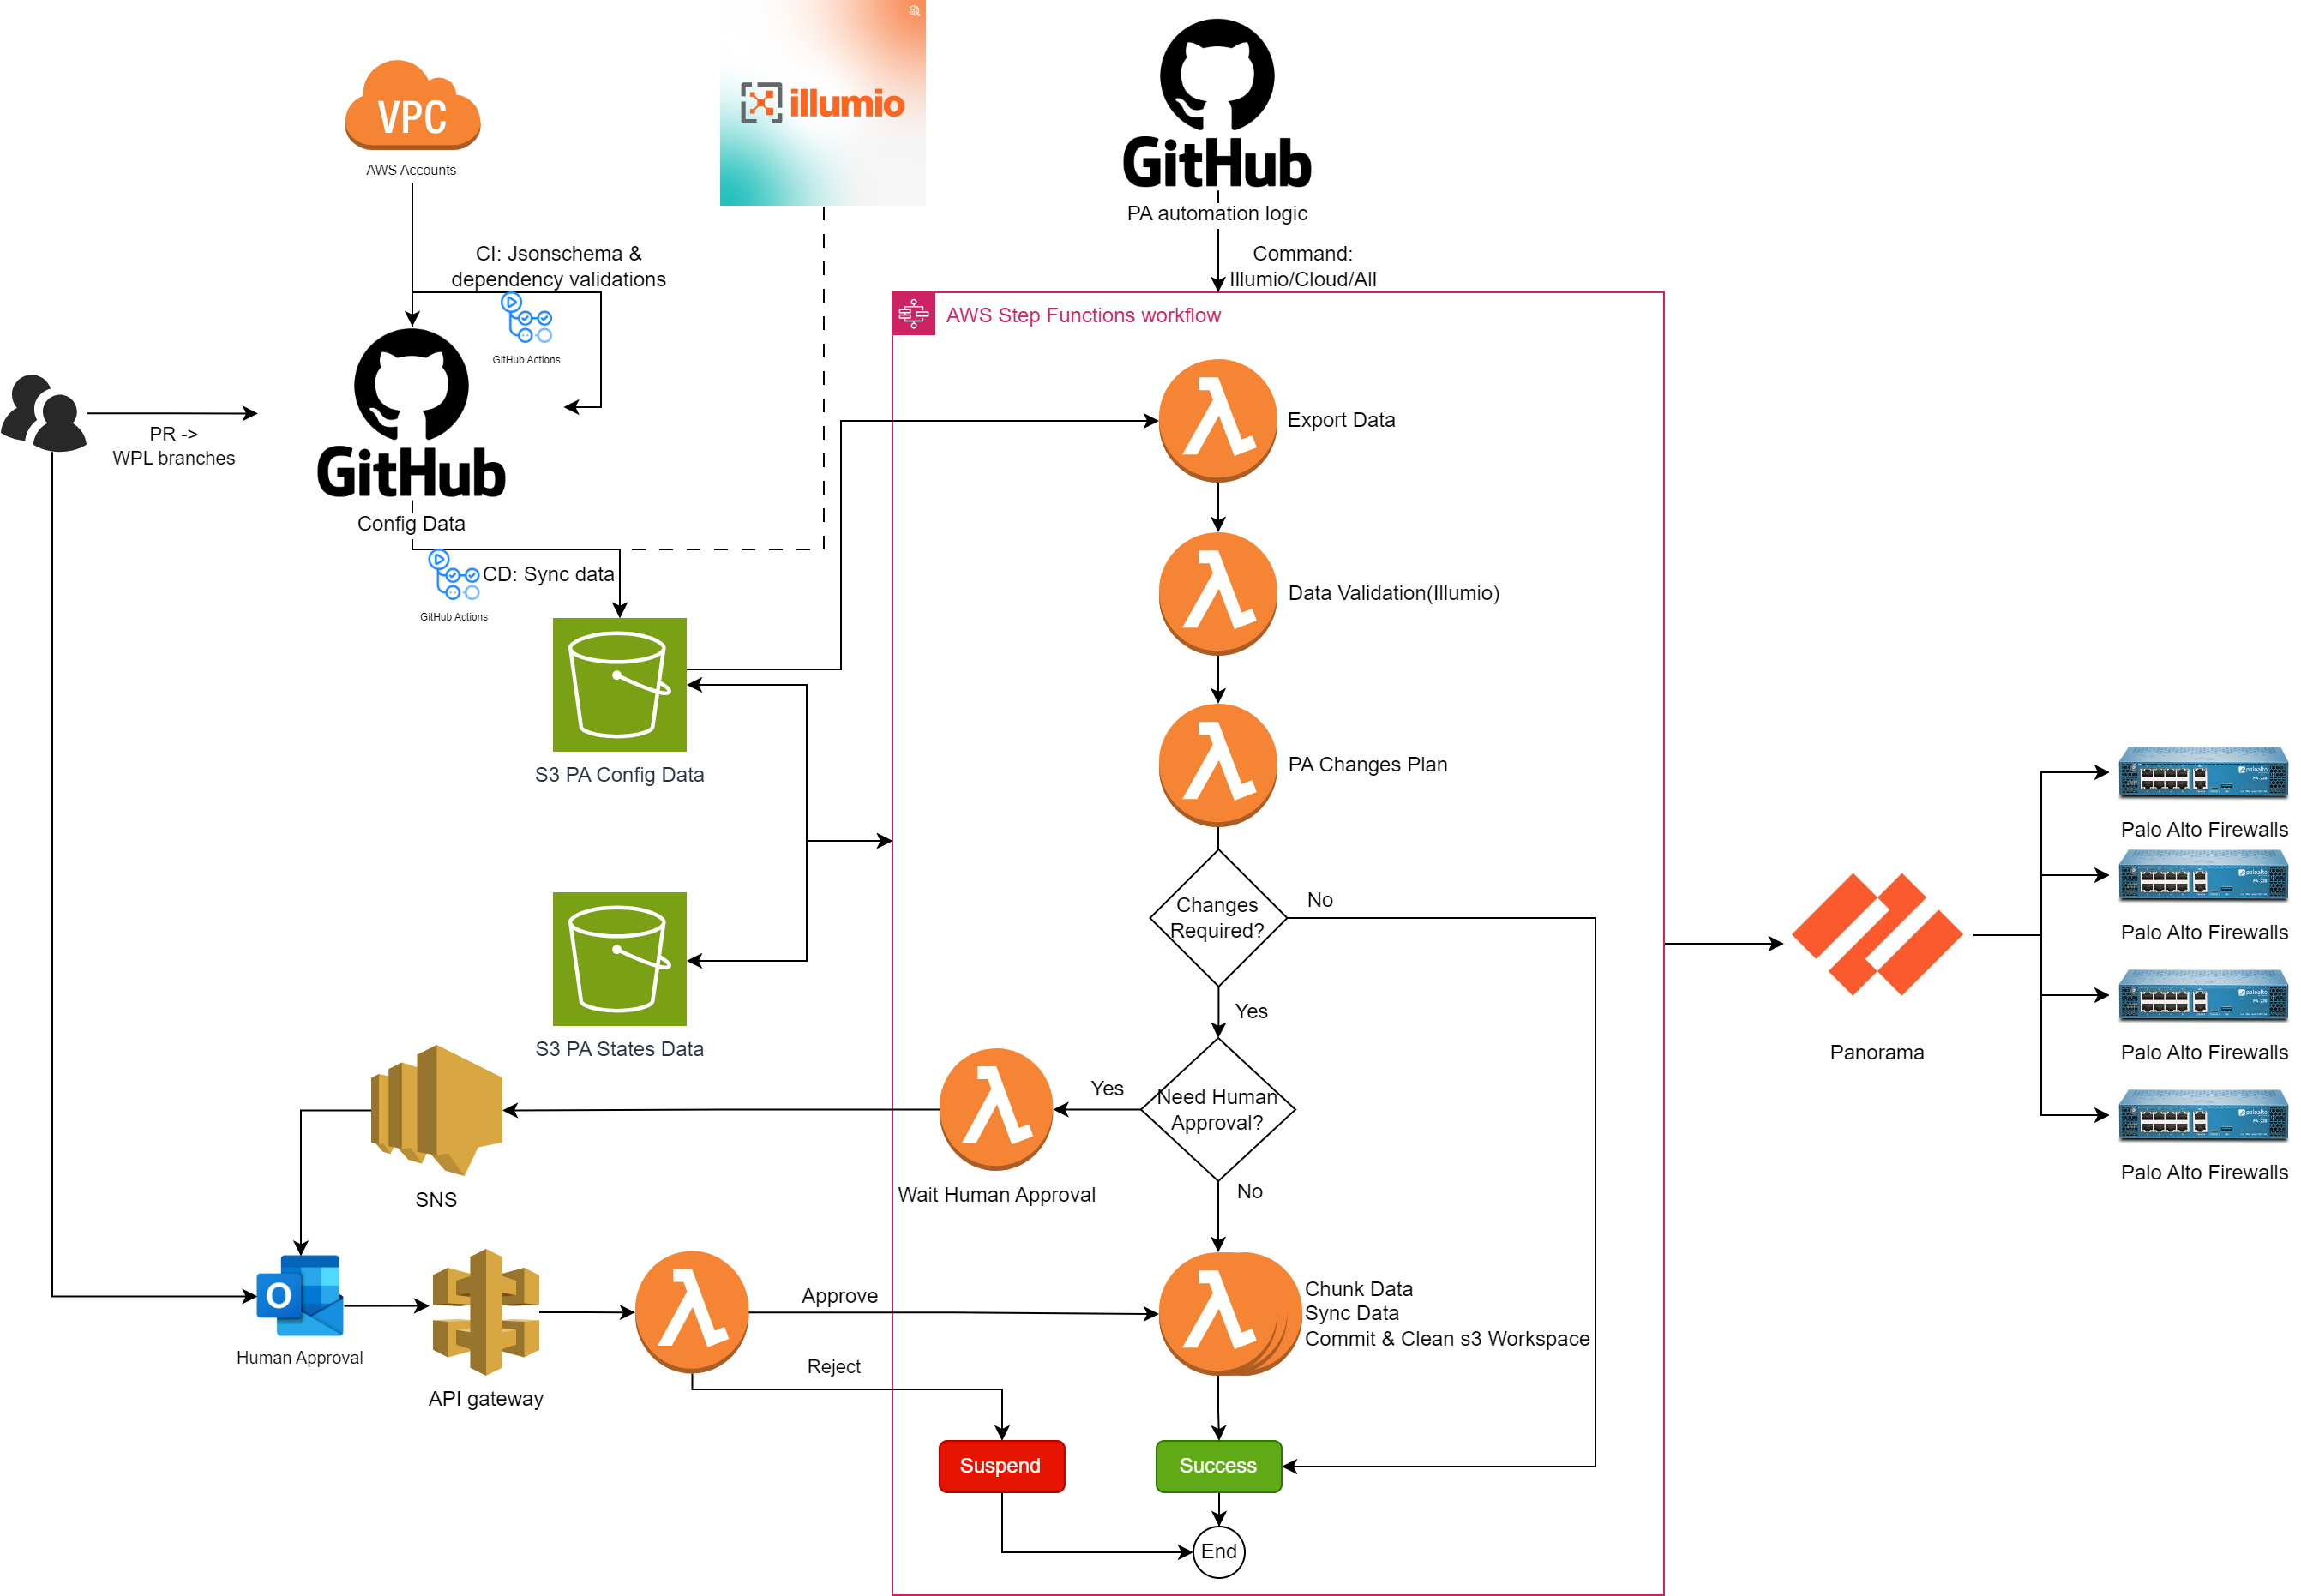 VPC
AWS Accounts
illumio
GitHub
PA automation logic
Command:
Illumio/Cloud/All
CI: Jsonschema &
dependency validations
GitHub Actions
PR ->
WPL branches
GitHub
Config Data
CD: Sync data
GitHub Actions
AWS Step Functions workflow
Export Data
Data Validation(Illumio)
PA Changes Plan
S3 PA Config Data
S3 PA States Data
Changes
Required?
No
Yes
Need Human
Approval?
Yes
No
Wait Human Approval
SNS
O
Human Approval
API gateway
Approve
Reject
Chunk Data
Sync Data
Commit & Clean s3 Workspace
Suspend
Success
End
Panorama
paloalto
Palo Alto Firewalls
paloalto
Palo Alto Firewalls
paloalto
Palo Alto Firewalls
paloalto
Palo Alto Firewalls